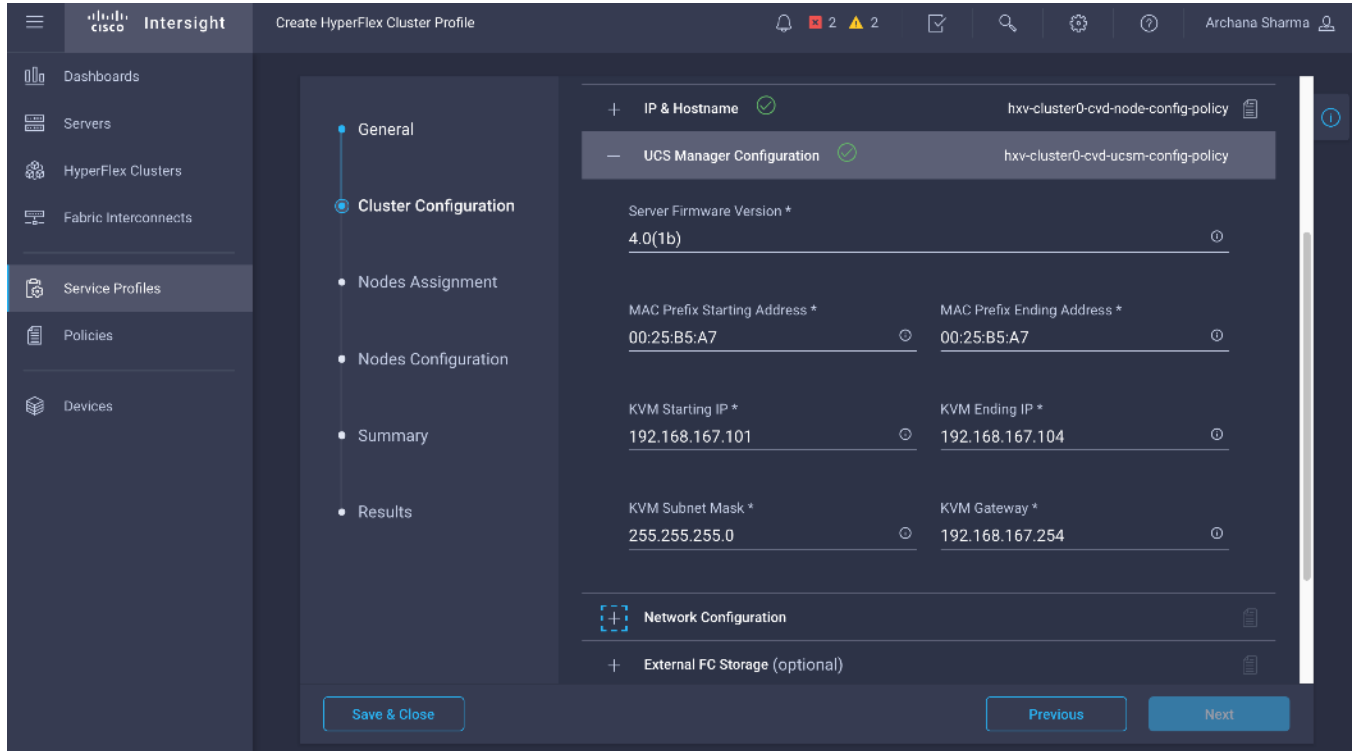 cisco Intersight
Create HyperFlex Cluster Profile
2 2
Archana Sharma
Dashboards
Servers
HyperFlex Clusters
Fabric Interconnects
Service Profiles
Policies
Devices
General
Cluster Configuration
Nodes Assignment
Nodes Configuration
Summary
Results
IP & Hostname hxv-cluster0-cvd-node-config-policy
UCS Manager Configuration hxv-cluster0-cvd-ucsm-config-policy
Server Firmware Version *
4.0(1b)
MAC Prefix Starting Address * MAC Prefix Ending Address *
00:25:B5:A7 00:25:B5:A7
KVM Starting IP * KVM Ending IP *
192.168.167.101 192.168.167.104
KVM Subnet Mask * KVM Gateway *
255.255.255.0 192.168.167.254
Network Configuration
External FC Storage (optional)
Save & Close Previous Next